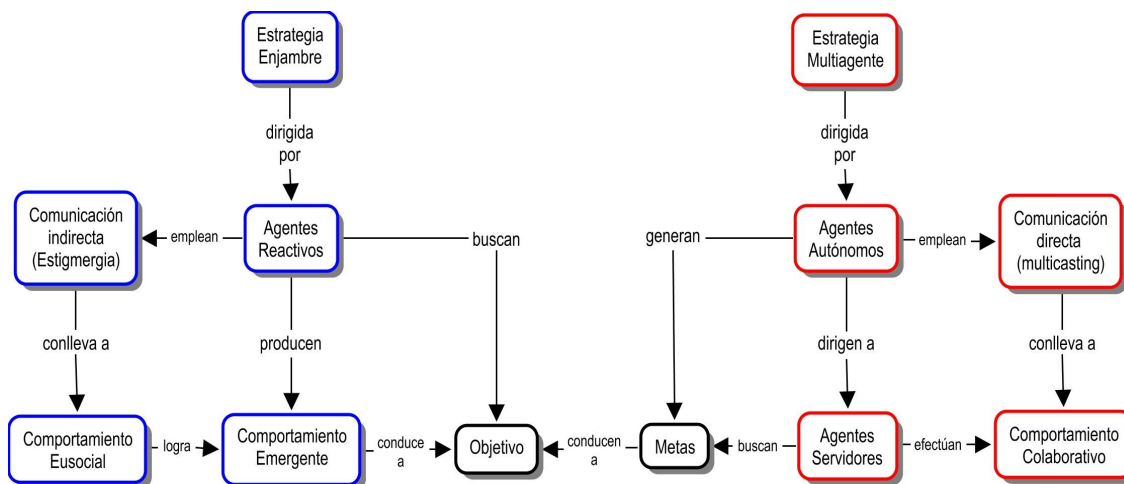 Estrategia
Enjambre
Estrategia
Multiagente
dirigida
por
dirigida
por
Comunicación
indirecta
(Estigmergia)
emplean
Agentes
Reactivos
buscan
generan
Agentes
Autónomos
emplean
Comunicación
directa
(multicasting)
conlleva a
producen
dirigen a
conlleva a
Comportamiento
Eusocial
logra
Comportamiento
Emergente
conduce
a
Objetivo
conducen
a
Metas
buscan
Agentes
Servidores
efectúan
Comportamiento
Colaborativo